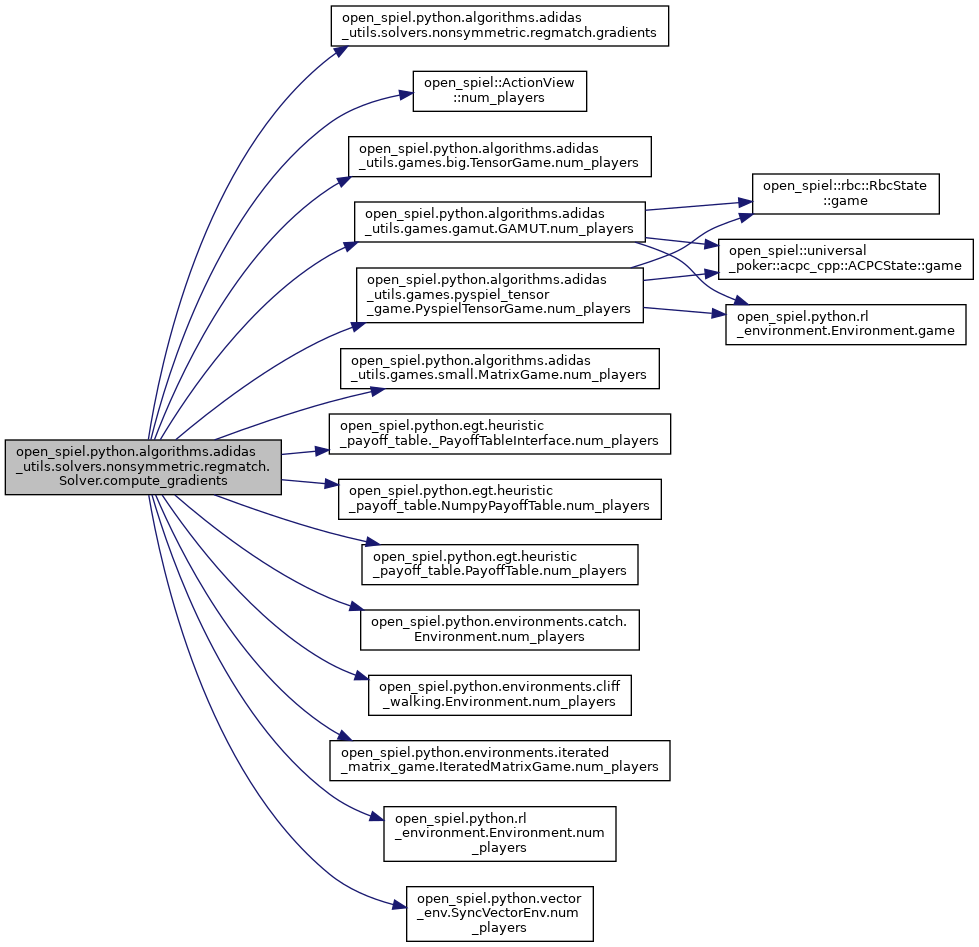 open_spiel.python.algorithms.adidas
_utils.solvers.nonsymmetric.regmatch.gradients
open_spiel::ActionView
::num_players
open_spiel.python.algorithms.adidas
_utils.games.big.TensorGame.num_players
open_spiel.python.algorithms.adidas
_utils.games.gamut.GAMUT.num_players
open_spiel::rbc::RbcState
::game
open_spiel::universal
_poker::acpc_cpp::ACPCState::game
open_spiel.python.algorithms.adidas
_utils.games.pyspiel_tensor
_game.PyspielTensorGame.num_players
open_spiel.python.rl
_environment.Environment.game
open_spiel.python.algorithms.adidas
_utils.games.small.MatrixGame.num_players
open_spiel.python.egt.heuristic
_payoff_table._PayoffTableInterface.num_players
open_spiel.python.algorithms.adidas
_utils.solvers.nonsymmetric.regmatch.
Solver.compute_gradients
open_spiel.python.egt.heuristic
_payoff_table.NumpyPayoffTable.num_players
open_spiel.python.egt.heuristic
_payoff_table.PayoffTable.num_players
open_spiel.python.environments.catch.
Environment.num_players
open_spiel.python.environments.cliff
_walking.Environment.num_players
open_spiel.python.environments.iterated
_matrix_game.IteratedMatrixGame.num_players
open_spiel.python.rl
_environment.Environment.num
_players
open_spiel.python.vector
_env.SyncVectorEnv.num
_players